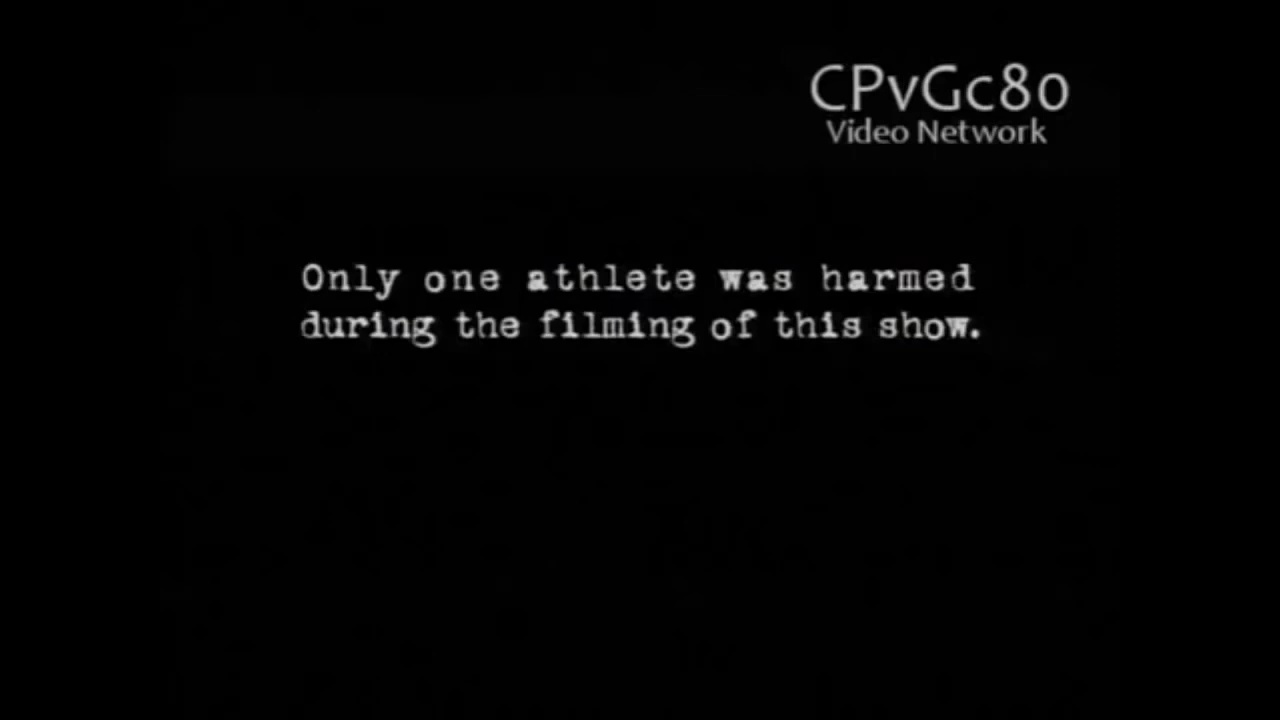 CPvGc80
Video Network
Only one athlete was harmed
during the filming of this show.